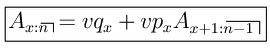 A_{x:\overline{n}|} = vq_x + vp_x A_{x+1:\overline{n-1}|}